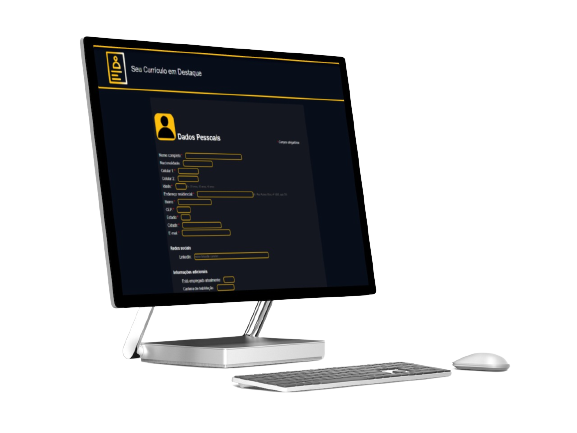 Seu Currículo em Destaque
Dados Pessoais
Campos obrigatórios
Nome completo:
Nacionalidade:
Celular 1:
Celular 2:
Idade:
Endereço residencial:
Bairro:
CEP:
Estado:
Cidade:
E-mail:
Redes sociais
LinkedIn:
Informações adicionais
Está empregado atualmente:
Carteira de habilitação: